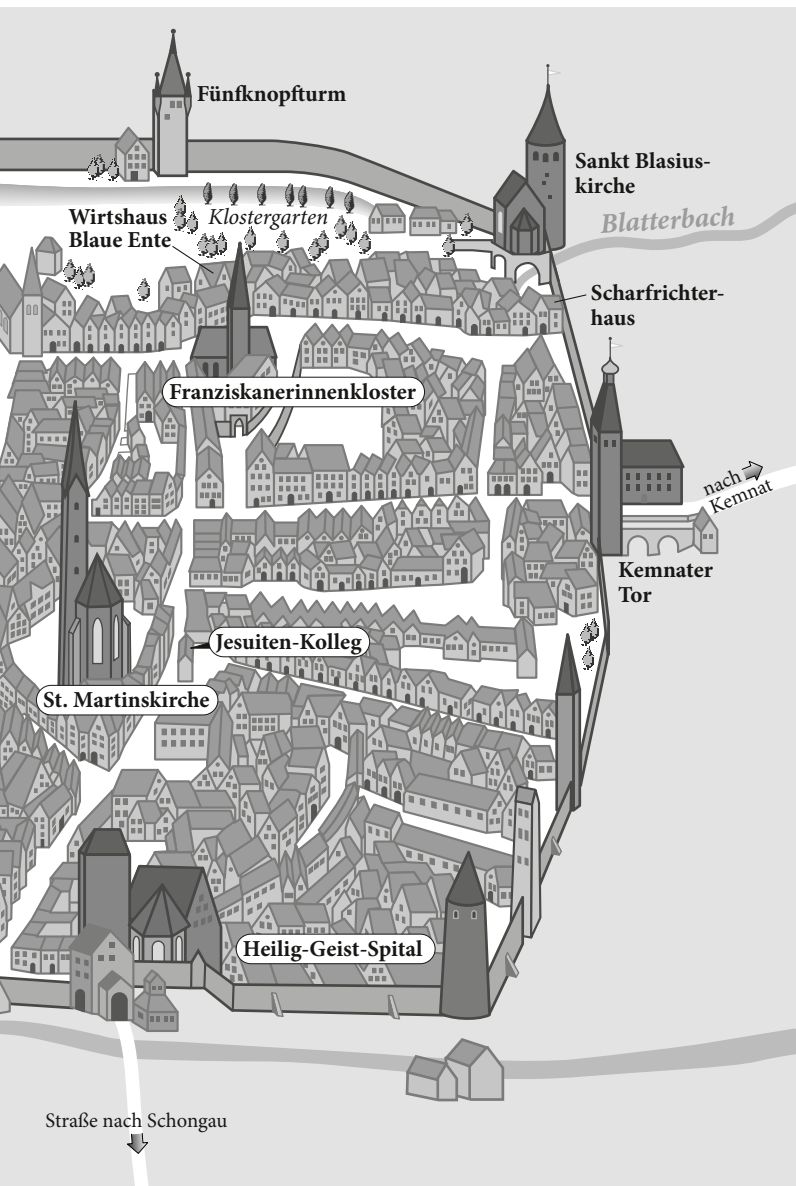 Fünfknopfturm
Sankt Blasius-
kirche
Wirtshaus
Blaue Ente
Klostergarten
Blatterbach
Scharfrichter-
haus
Franziskanerinnenkloster
nach
Kemnat
Kemnater
Tor
Jesuiten-Kolleg
St. Martinskirche
Heilig-Geist-Spital
Straße nach Schongau